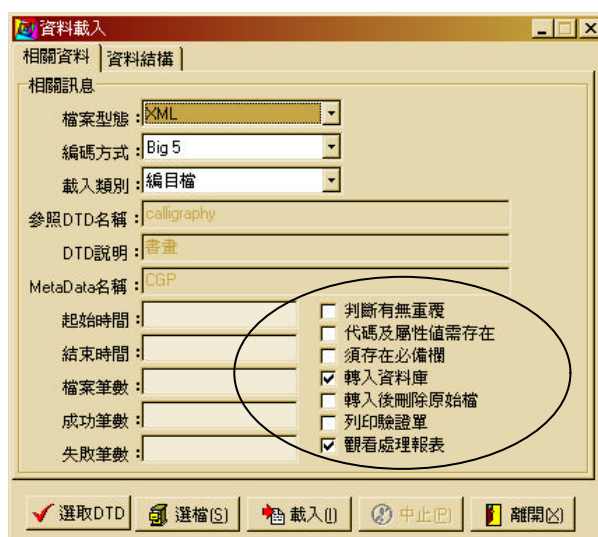 資料載入
相關資料 資料結構
相關訊息
檔案型態：XML
編碼方式：Big 5
載入類別：編目檔
參照DTD名稱：calligraphy
DTD說明：書畫
MetaData名稱：CGP
起始時間：
結束時間：
檔案筆數：
成功筆數：
失敗筆數：
判斷有無重覆
代碼及屬性值需存在
須存在必備欄
轉入資料庫
轉入後刪除原始檔
列印驗證單
觀看處理報表
選取DTD 選檔(S) 載入(I) 中止(P) 離開(X)